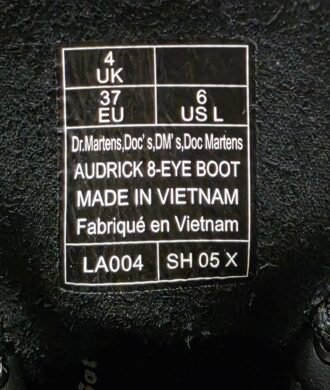 4
UK
37 6
EU US L
Dr.Martens,Doc's,DM's,Doc Martens
AUDRICK 8-EYE BOOT
MADE IN VIETNAM
Fabriqué en Vietnam
LA004 SH 05 X